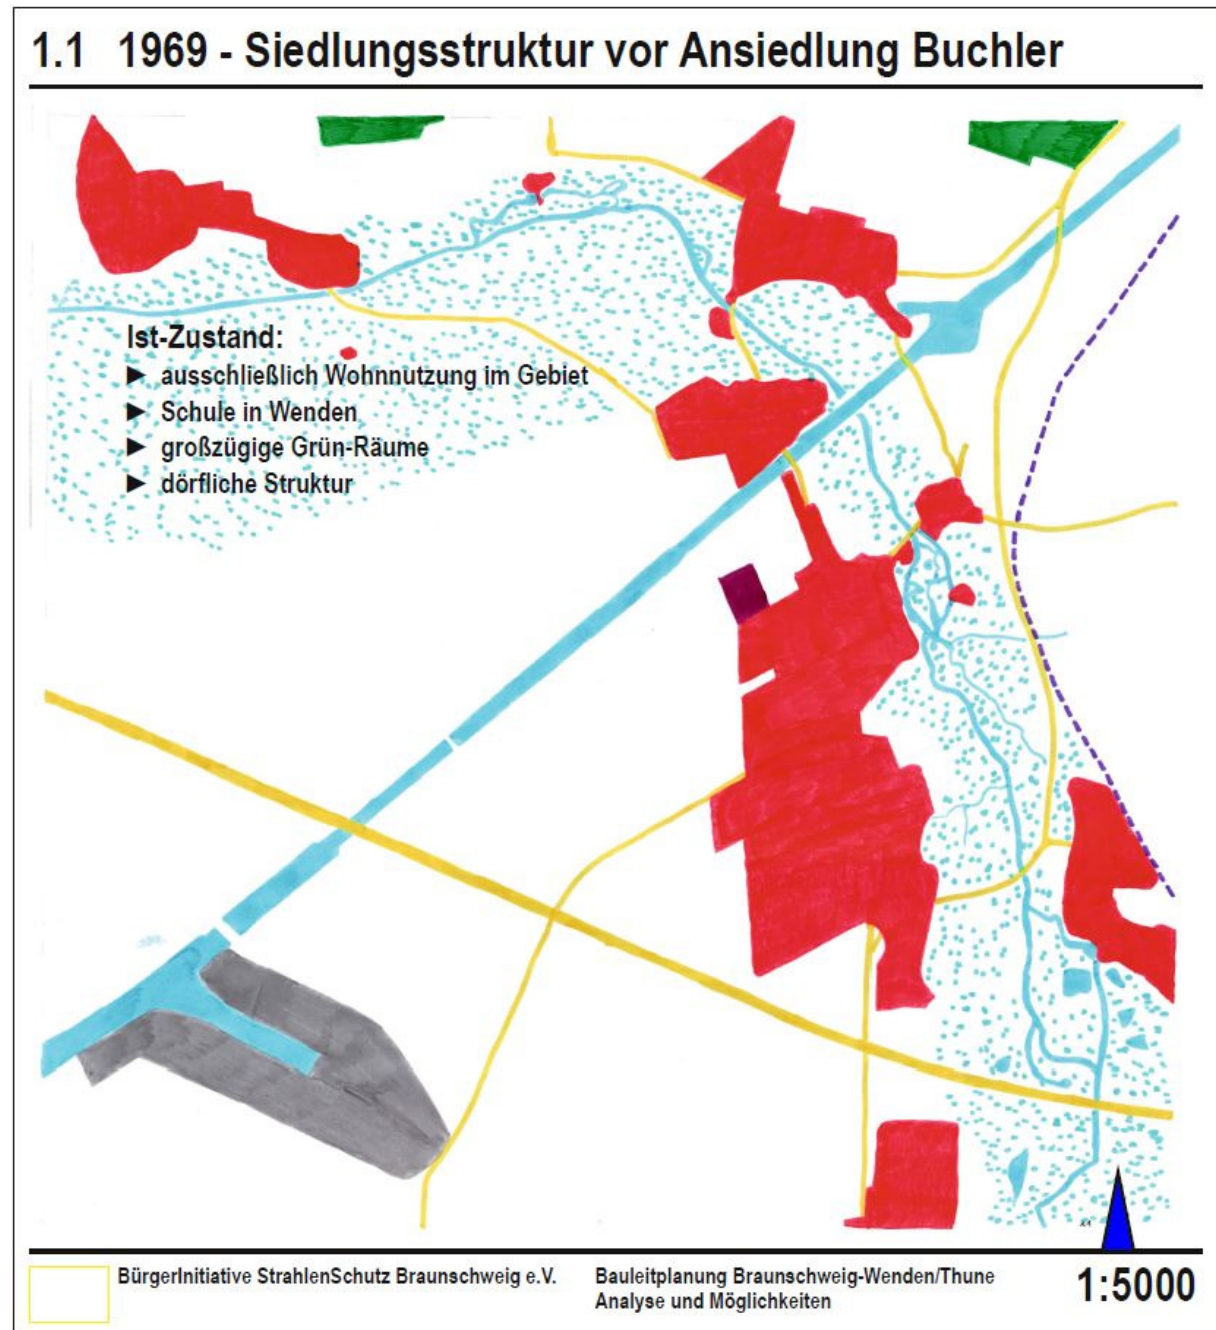 1.1 1969 - Siedlungsstruktur vor Ansiedlung Buchler
Ist-Zustand:
► ausschließlich Wohnnutzung im Gebiet
► Schule in Wenden
► großzügige Grün-Räume
► dörfliche Struktur
BürgerInitiative StrahlenSchutz Braunschweig e.V.
Bauleitplanung Braunschweig-Wenden/Thune
Analyse und Möglichkeiten
1:5000